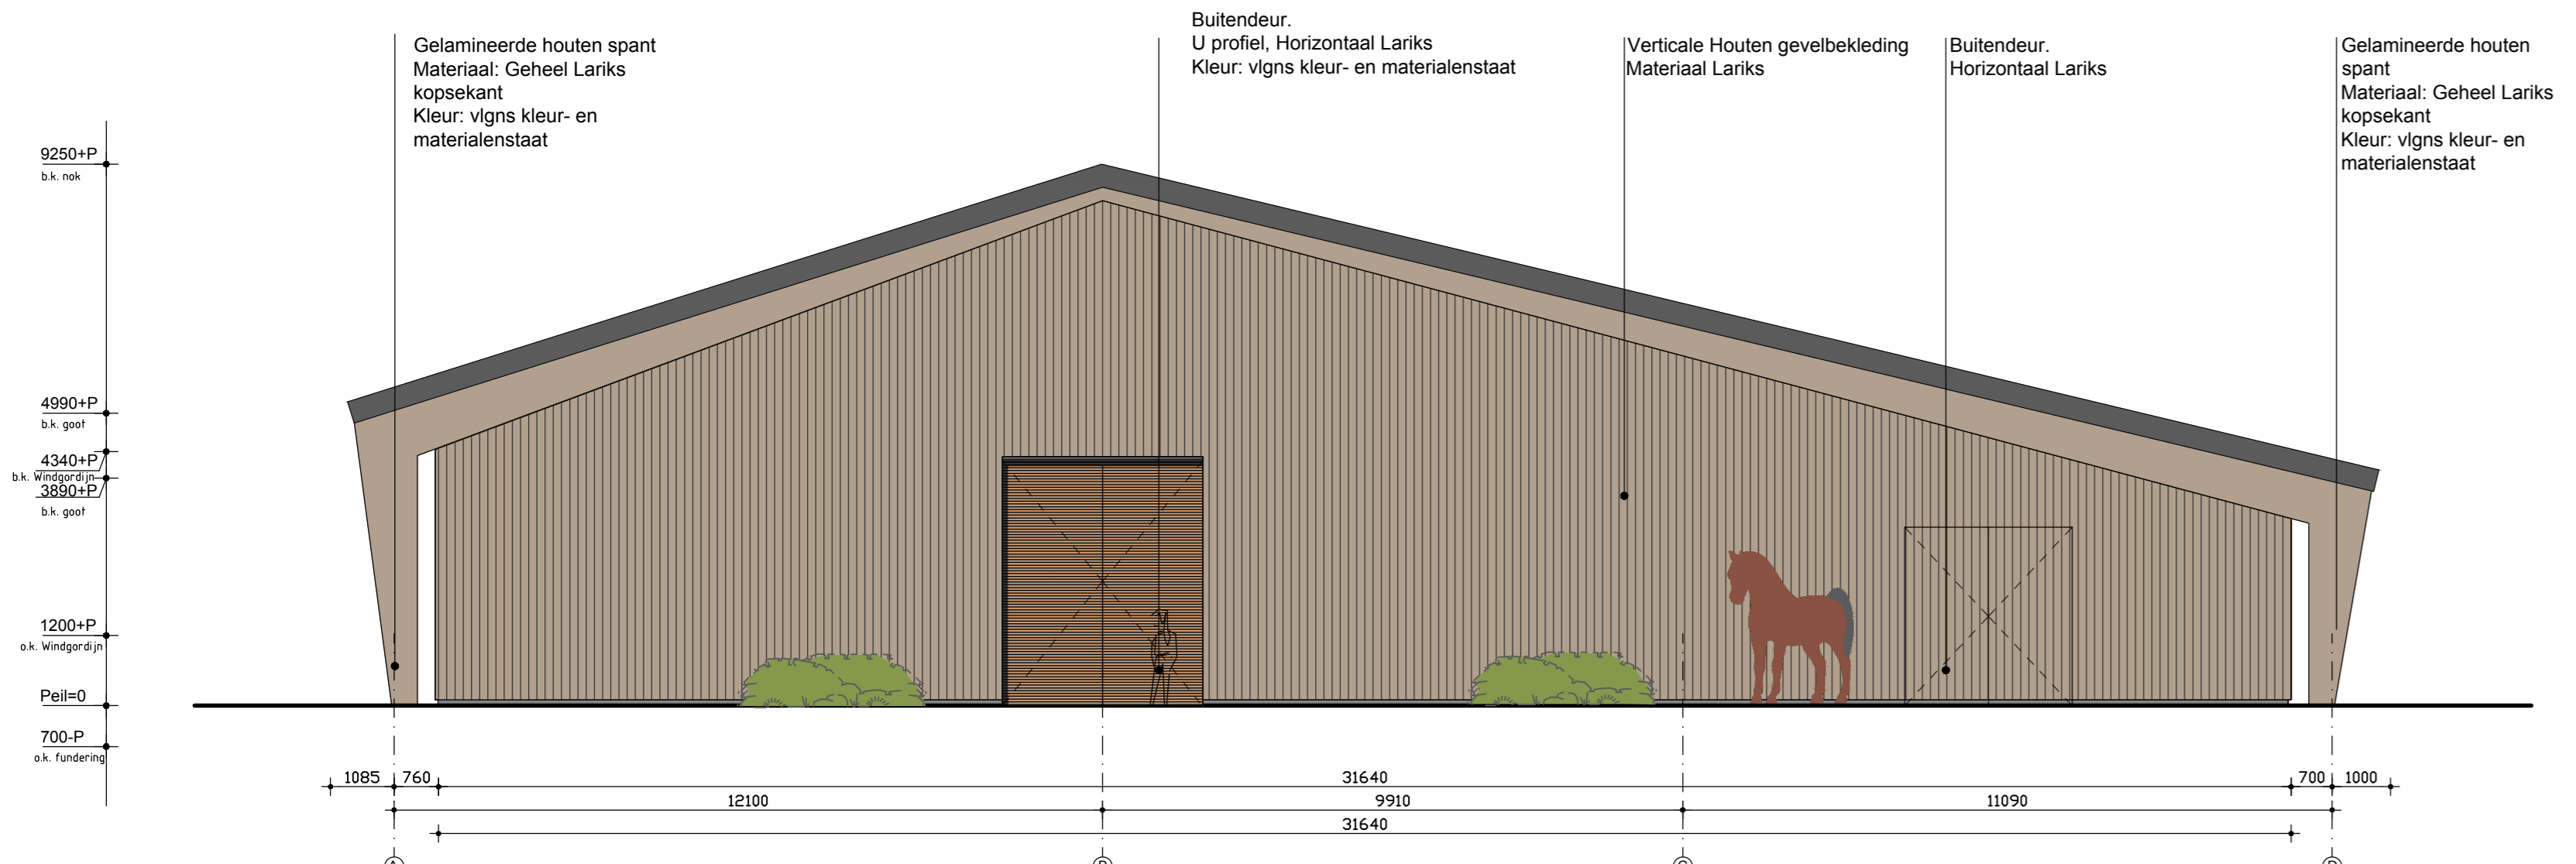 Gelamineerde houten spant
Materiaal: Geheel Lariks
kopsekant
Kleur: vlgns kleur- en
materialenstaat
Buitendeur.
U profiel, Horizontaal Lariks
Kleur: vlgns kleur- en materialenstaat
Verticale Houten gevelbekleding
Materiaal Lariks
Buitendeur.
Horizontaal Lariks
Gelamineerde houten
spant
Materiaal: Geheel Lariks
kopsekant
Kleur: vlgns kleur- en
materialenstaat
9250+P
b.k. nok
4990+P
b.k. goot
4340+P
b.k. Windgordijn
3890+P
b.k. goot
1200+P
o.k. Windgordijn
Peil=0
700-P
o.k. fundering
1085 760 31640 700 1000
12100 9910 11090
31640